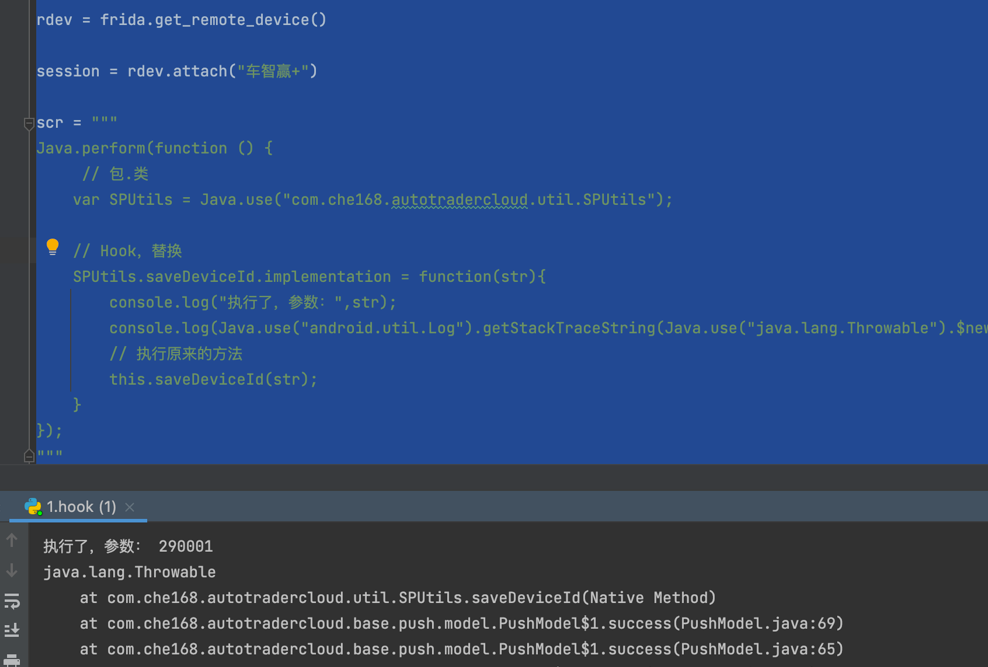 rdev = frida.get_remote_device()
session = rdev.attach("车智赢+")
scr = """
Java.perform(function () {
// 包.类
var SPUtils = Java.use("com.che168.autotradercloud.util.SPUtils");
// Hook，替换
SPUtils.saveDeviceId.implementation = function(str){
console.log("执行了，参数：",str);
console.log(Java.use("android.util.Log").getStackTraceString(Java.use("java.lang.Throwable").$new
// 执行原来的方法
this.saveDeviceId(str);
}
});
"""
1.hook (1)
执行了，参数： 290001
java.lang.Throwable
at com.che168.autotradercloud.util.SPUtils.saveDeviceId(Native Method)
at com.che168.autotradercloud.base.push.model.PushModel$1.success(PushModel.java:69)
at com.che168.autotradercloud.base.push.model.PushModel$1.success(PushModel.java:65)